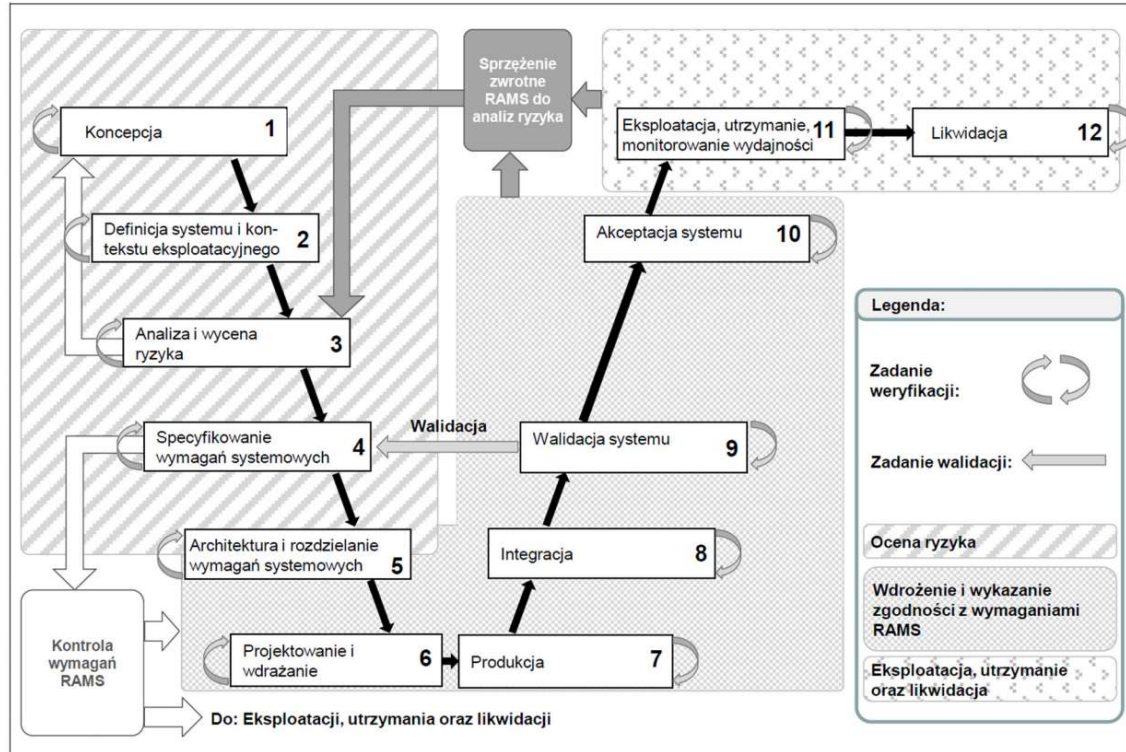 Koncepcja 1
Definicja systemu i kon-
tekstu eksploatacyjnego 2
Analiza i wycena
ryzyka 3
Specyfikowanie
wymagań systemowych 4
Architektura i rozdzielanie
wymagań systemowych 5
Projektowanie i
wdrażanie 6
Produkcja 7
Integracja 8
Walidacja
Walidacja systemu 9
Akceptacja systemu 10
Eksploatacja, utrzymanie,
monitorowanie wydajności 11
Likwidacja 12
Sprzężenie
zwrotne
RAMS do
analiz ryzyka
Kontrola
wymagań
RAMS
Do: Eksploatacji, utrzymania oraz likwidacji
Legenda:
Zadanie
weryfikacji:
Zadanie walidacji:
Ocena ryzyka
Wdrożenie i wykazanie
zgodności z wymaganiami
RAMS
Eksploatacja, utrzymanie
oraz likwidacja